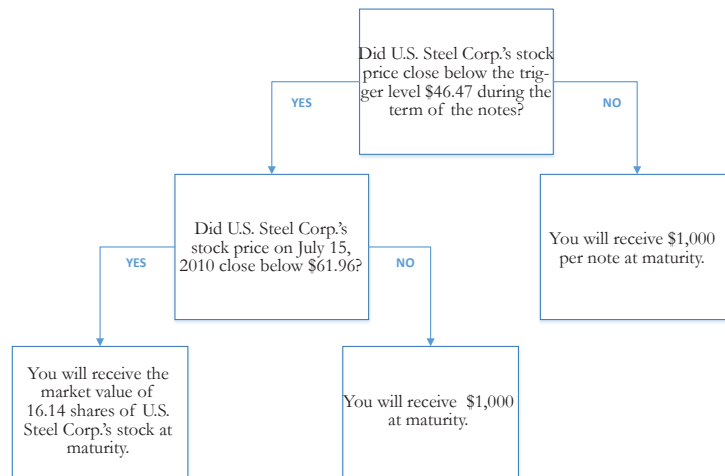 Did U.S. Steel Corp.'s stock
price close below the trig-
ger level $46.47 during the
term of the notes?
YES
NO
Did U.S. Steel Corp.'s
stock price on July 15,
2010 close below $61.96?
You will receive $1,000
per note at maturity.
YES
NO
You will receive the
market value of
16.14 shares of U.S.
Steel Corp.'s stock at
maturity.
You will receive $1,000
at maturity.